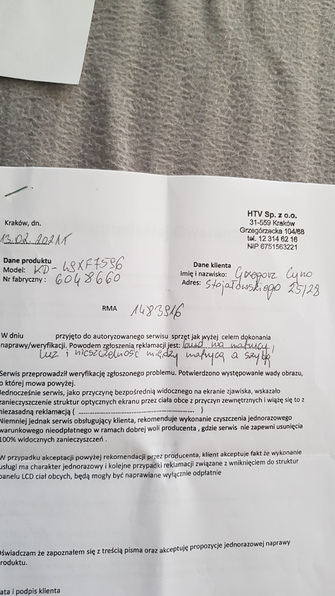 HTV Sp. z o.o.
31-559 Kraków
Grzegórzecka 104/88
tel. 12 314 62 16
NIP 6751563221
Kraków, dn.
13.02.2021r
Dane produktu
Model: KD-49XF7596
Nr fabryczny: 6048660
Dane klienta
Imię i nazwisko: Grzegorz Cyno
Adres: Stojałowskiego 25/28
RMA 1483916
W dniu przyjęto do autoryzowanego serwisu sprzęt jak wyżej celem dokonania
naprawy/weryfikacji. Powodem zgłoszenia reklamacji jest: brud na matrycy,
luz i nieszczelność między matrycą a szybą
Serwis przeprowadził weryfikację zgłoszonego problemu. Potwierdzono występowanie wady obrazu,
o której mowa powyżej.
Jednocześnie serwis, jako przyczynę bezpośrednią widocznego na ekranie zjawiska, wskazało
zanieczyszczenie struktur optycznych ekranu przez ciała obce z przyczyn zewnętrznych i wiążę się to z
niezasadną reklamacją ( ........................................ )
Niemniej jednak serwis obsługujący klienta, rekomenduje wykonanie czyszczenia jednorazowego
warunkowego nieodpłatnego w ramach dobrej woli producenta , gdzie serwis nie zapewni usunięcia
100% widocznych zanieczyszczeń .
W przypadku akceptacji powyżej rekomendacji przez producenta, klient akceptuje fakt że wykonanie
usługi ma charakter jednorazowy i kolejne przypadki reklamacji związane z wniknięciem do struktur
panelu LCD ciał obcych, będą mogły być naprawiane wyłącznie odpłatnie
Oświadczam że zapoznałem się z treścią pisma oraz akceptuję propozycje jednorazowej naprawy
produktu.
ata i podpis klienta